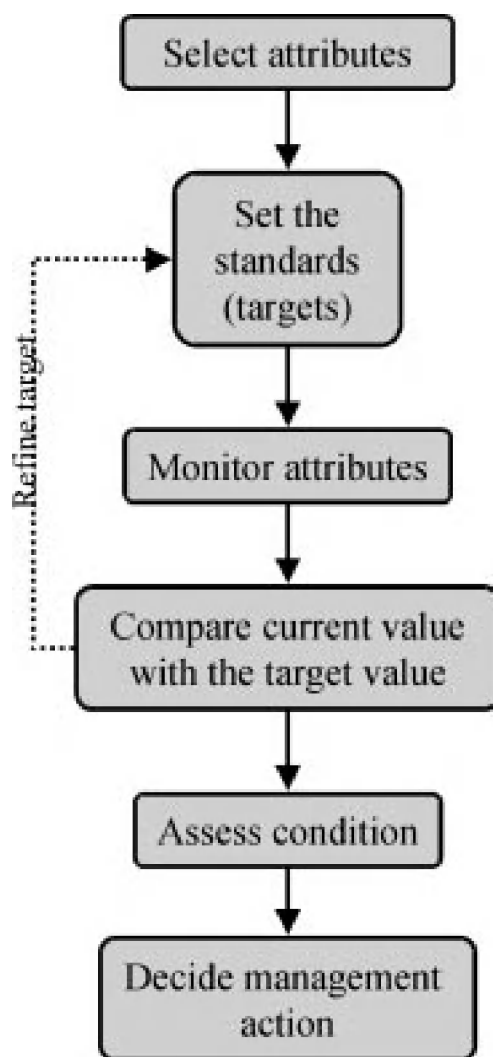 Select attributes
Set the
standards
(targets)
Refine target
Monitor attributes
Compare current value
with the target value
Assess condition
Decide management
action